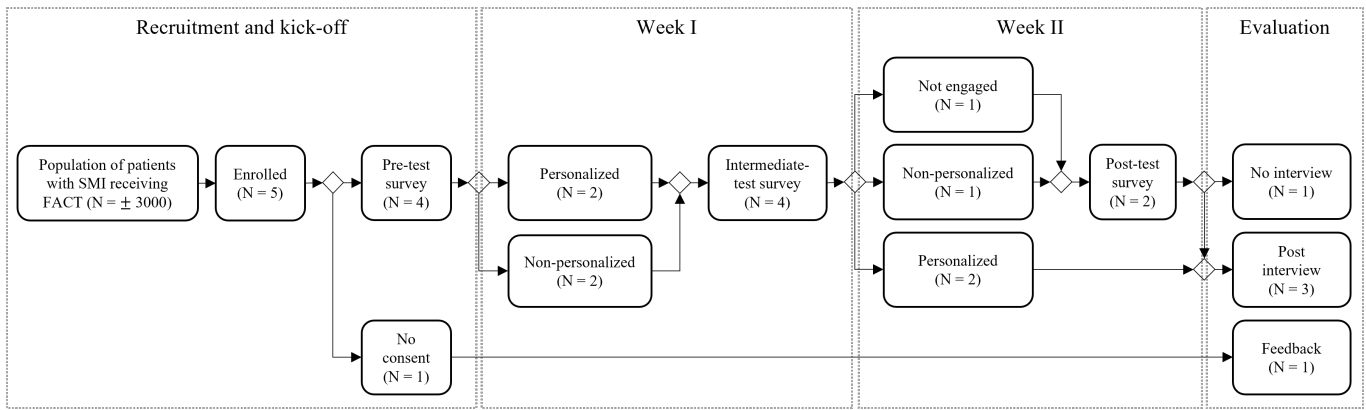 Recruitment and kick-off
Week I
Week II
Evaluation
Population of patients
with SMI receiving
FACT (N = ± 3000)
Enrolled
(N = 5)
Pre-test
survey
(N = 4)
No
consent
(N = 1)
Personalized
(N = 2)
Non-personalized
(N = 2)
Intermediate-
test survey
(N = 4)
Not engaged
(N = 1)
Non-personalized
(N = 1)
Personalized
(N = 2)
Post-test
survey
(N = 2)
No interview
(N = 1)
Post
interview
(N = 3)
Feedback
(N = 1)